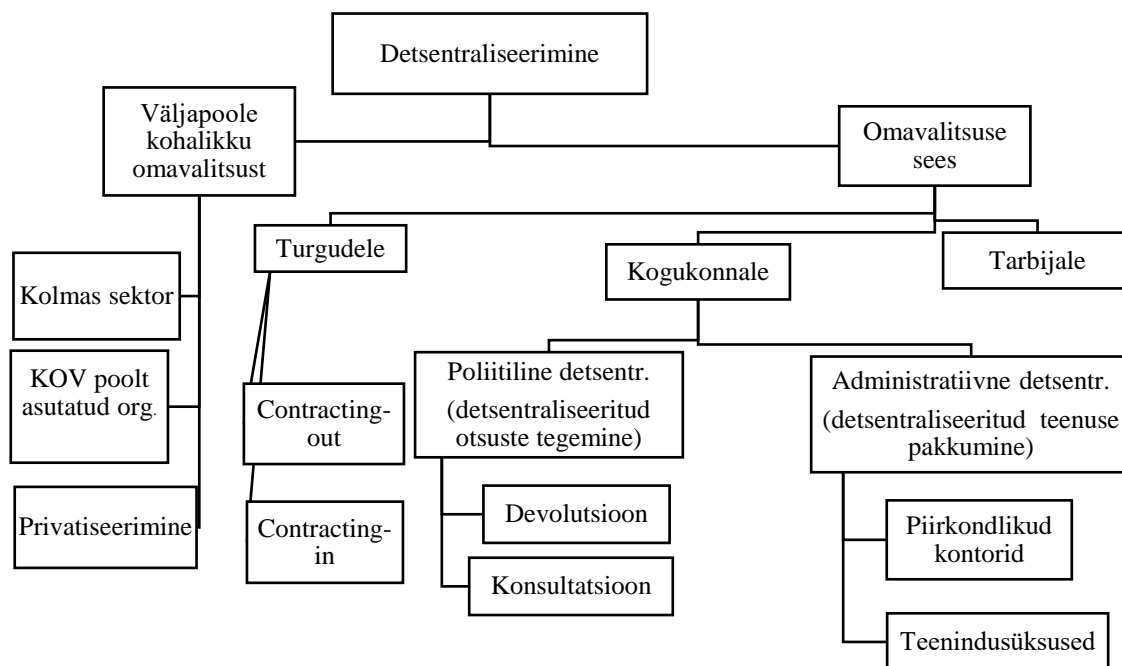 Detsentraliseerimine
Väljapoole
kohalikku
omavalitsust
Omavalitsuse
sees
Turgudele
Kogukonnale
Tarbijale
Kolmas sektor
KOV poolt
asutatud org.
Privatiseerimine
Contracting-
out
Contracting-
in
Poliitiline detsentr.
(detsentraliseeritud
otsuste tegemine)
Devolutsioon
Konsultatsioon
Administratiivne detsentr.
(detsentraliseeritud teenuse
pakkumine)
Piirkondlikud
kontorid
Teenindusüksused